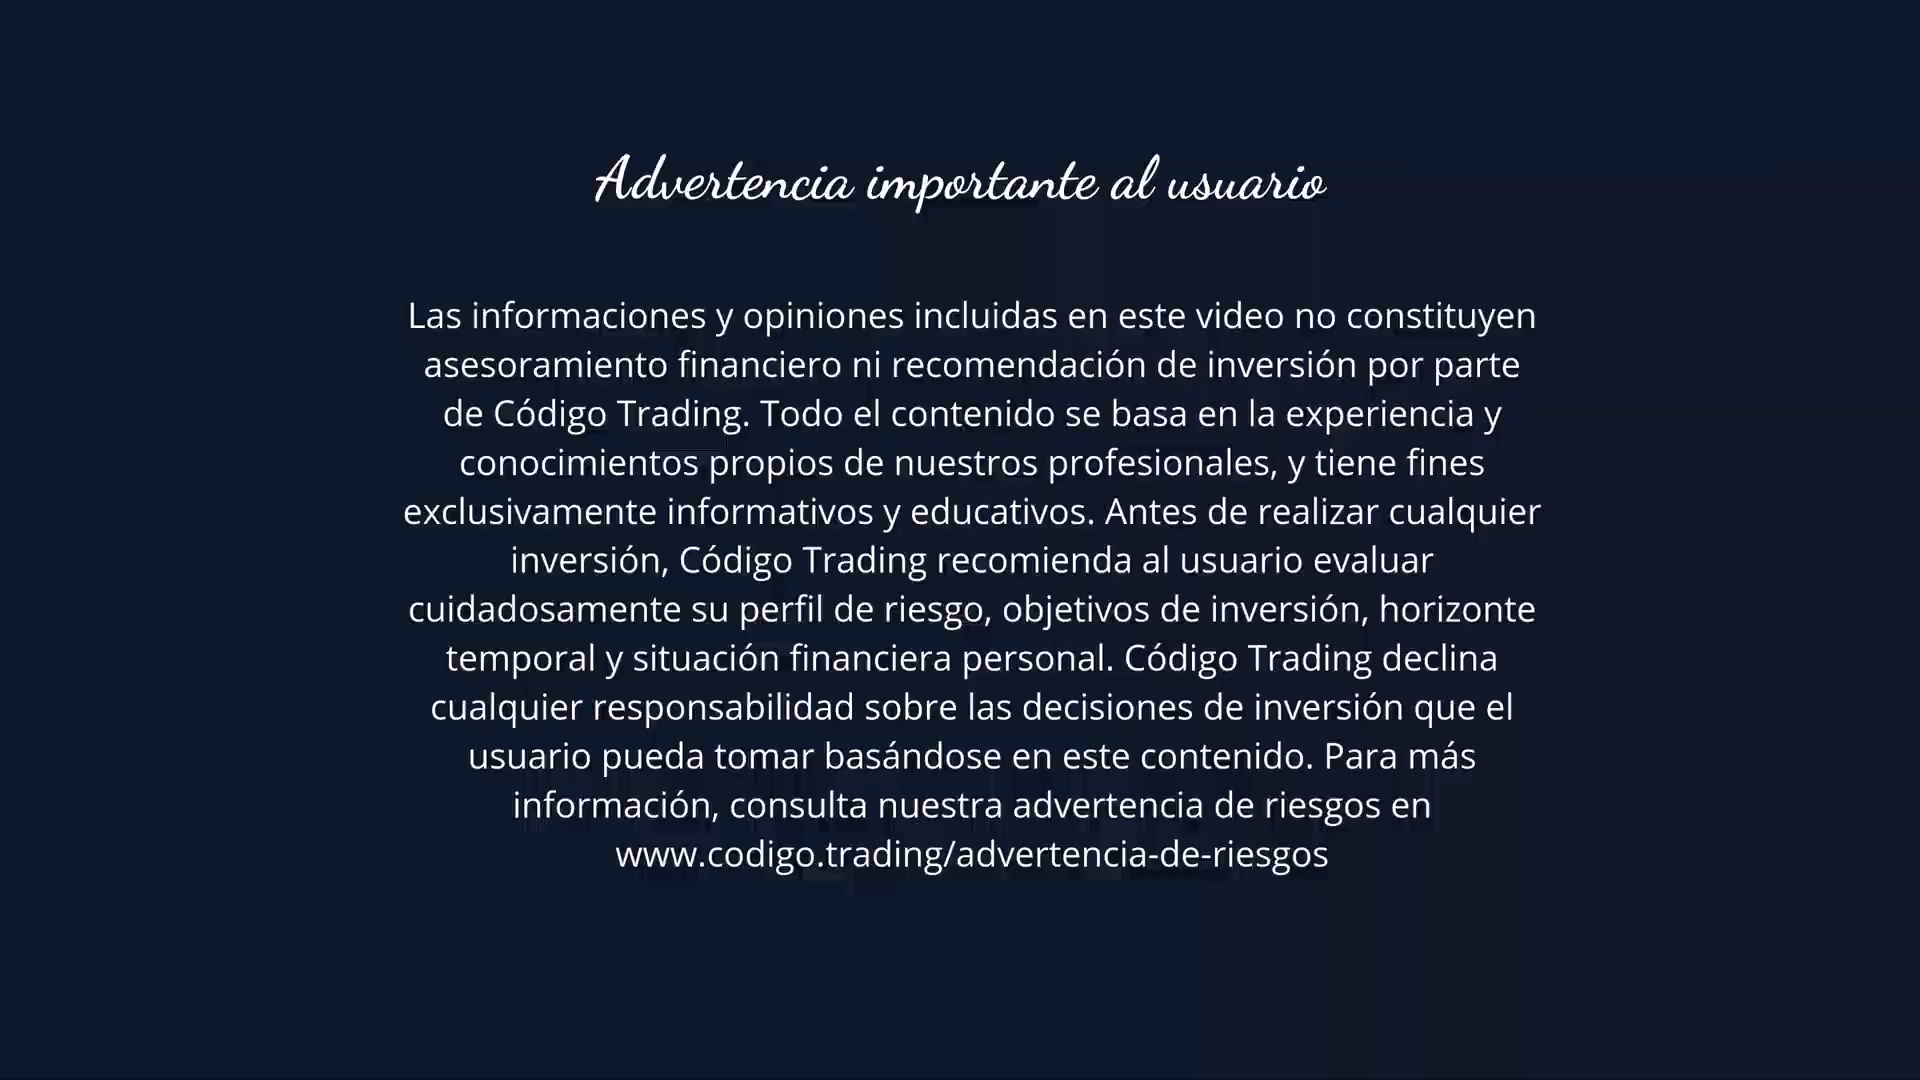 Advertencia importante al usuario
Las informaciones y opiniones incluidas en este video no constituyen
asesoramiento financiero ni recomendación de inversión por parte
de Código Trading. Todo el contenido se basa en la experiencia y
conocimientos propios de nuestros profesionales, y tiene fines
exclusivamente informativos y educativos. Antes de realizar cualquier
inversión, Código Trading recomienda al usuario evaluar
cuidadosamente su perfil de riesgo, objetivos de inversión, horizonte
temporal y situación financiera personal. Código Trading declina
cualquier responsabilidad sobre las decisiones de inversión que el
usuario pueda tomar basándose en este contenido. Para más
información, consulta nuestra advertencia de riesgos en
www.codigo.trading/advertencia-de-riesgos